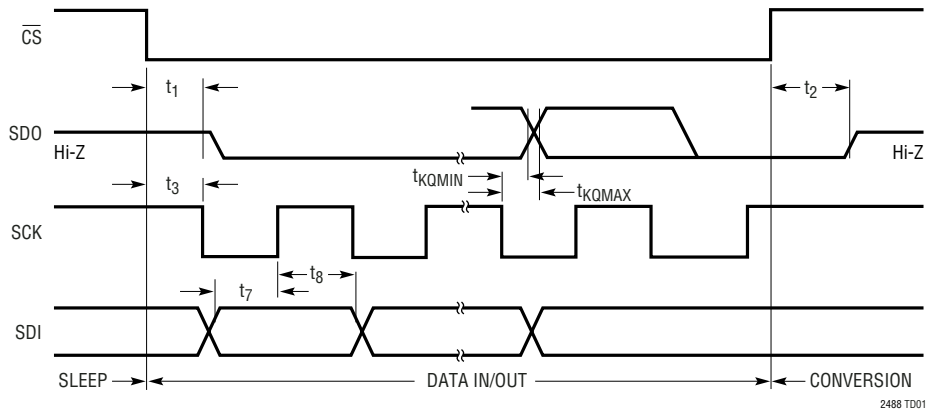 CS
t1
t2
SDO
Hi-Z
Hi-Z
tKQMIN
tKQMAX
t3
SCK
t7
t8
SDI
SLEEP
DATA IN/OUT
CONVERSION
2488 TD01